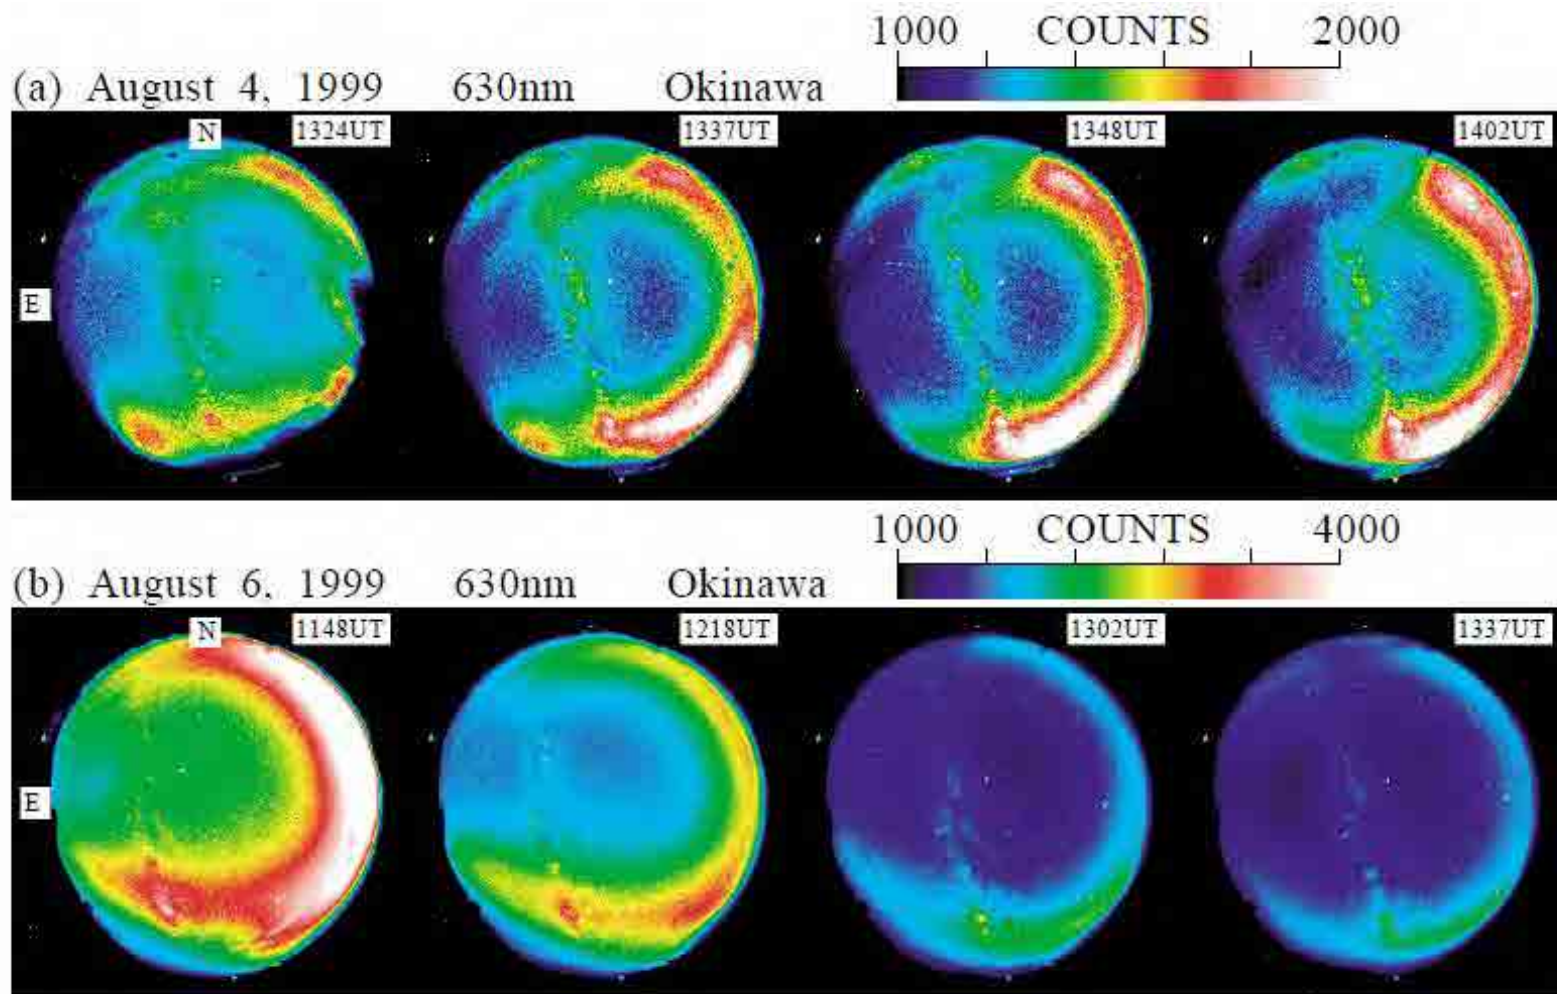 1000 COUNTS 2000
(a) August 4, 1999 630nm Okinawa
N 1324UT 1337UT 1348UT 1402UT
E
1000 COUNTS 4000
(b) August 6, 1999 630nm Okinawa
N 1148UT 1218UT 1302UT 1337UT
E